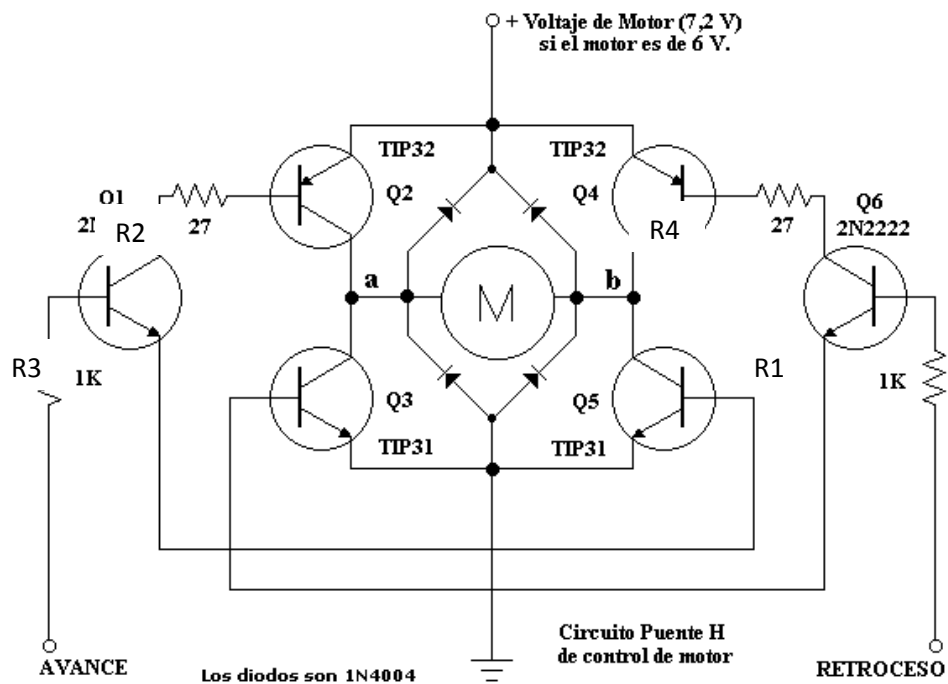 + Voltaje de Motor (7,2 V)
si el motor es de 6 V.
TIP32
TIP32
Q2
Q4
27
R2
R4
27
Q6
2N2222
a
b
M
R3
1K
Q3
Q5
R1
1K
TIP31
TIP31
Circuito Puente H
de control de motor
AVANCE
Los diodos son 1N4004
RETROCESO